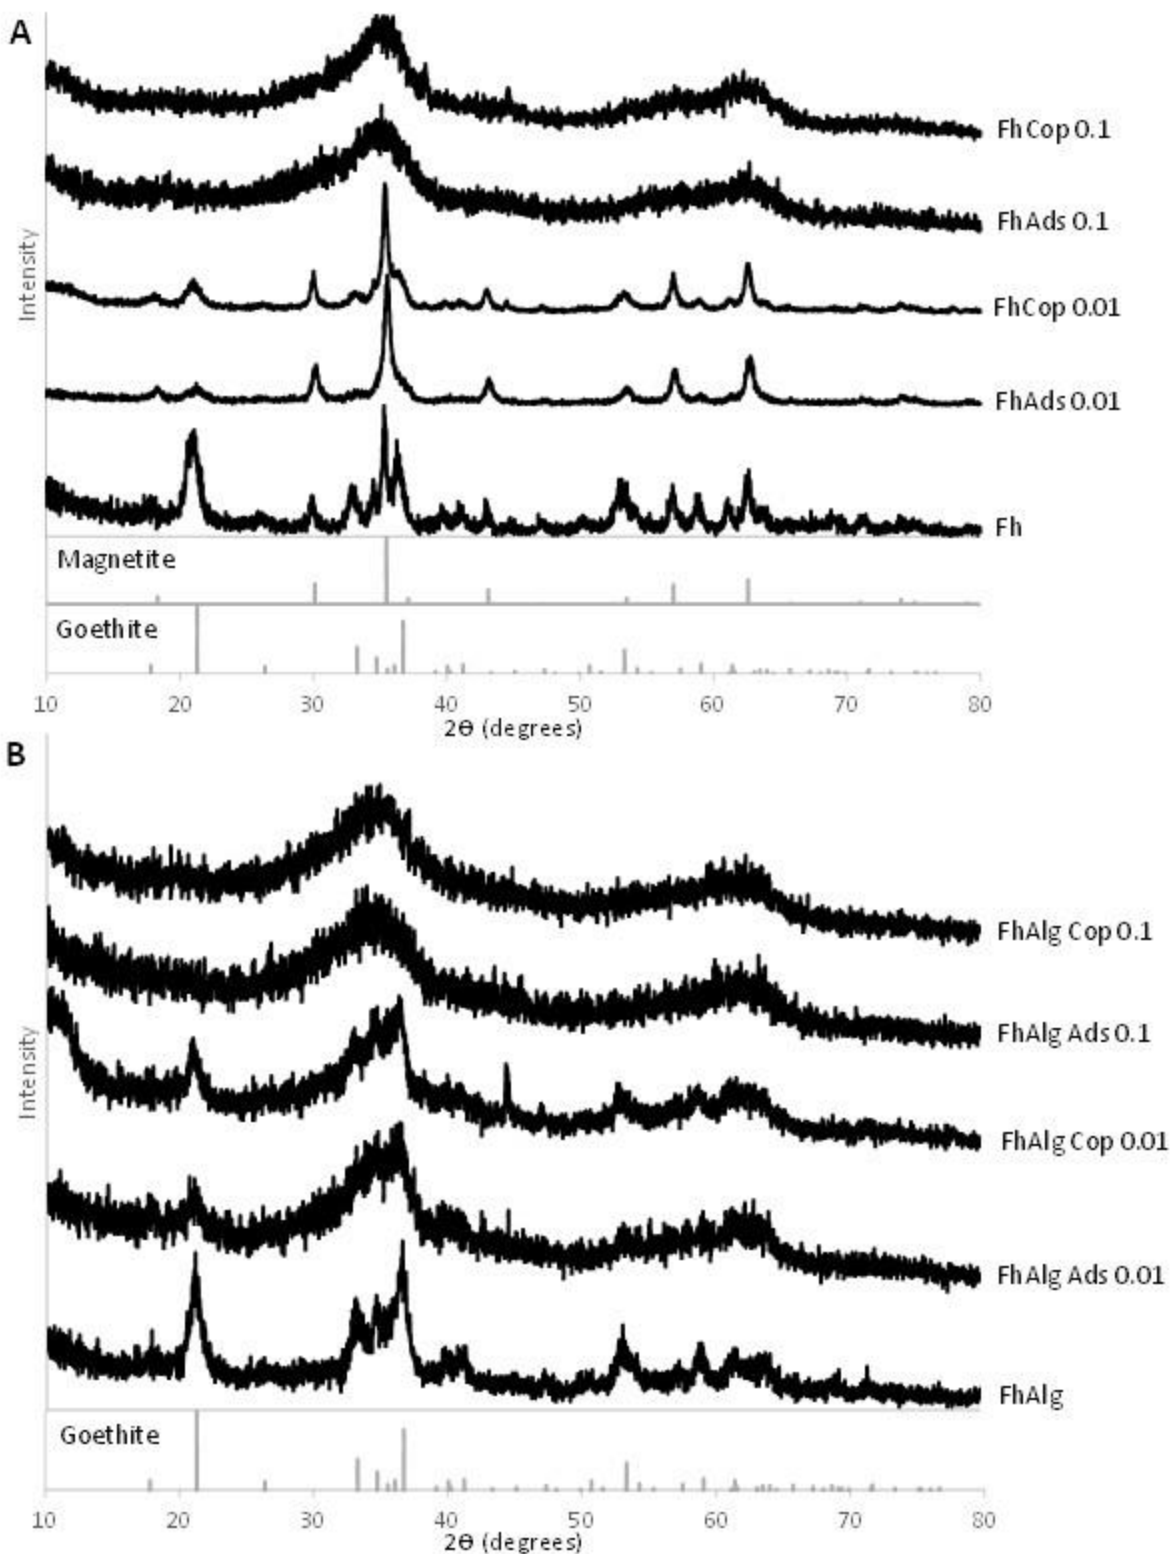 A
FhCop 0.1
FhAds 0.1
FhCop 0.01
FhAds 0.01
Fh
Intensity
Magnetite
Goethite
10 20 30 40 50 60 70 80
2Θ (degrees)
B
FhAlg Cop 0.1
FhAlg Ads 0.1
FhAlg Cop 0.01
FhAlg Ads 0.01
FhAlg
Intensity
Goethite
10 20 30 40 50 60 70 80
2Θ (degrees)